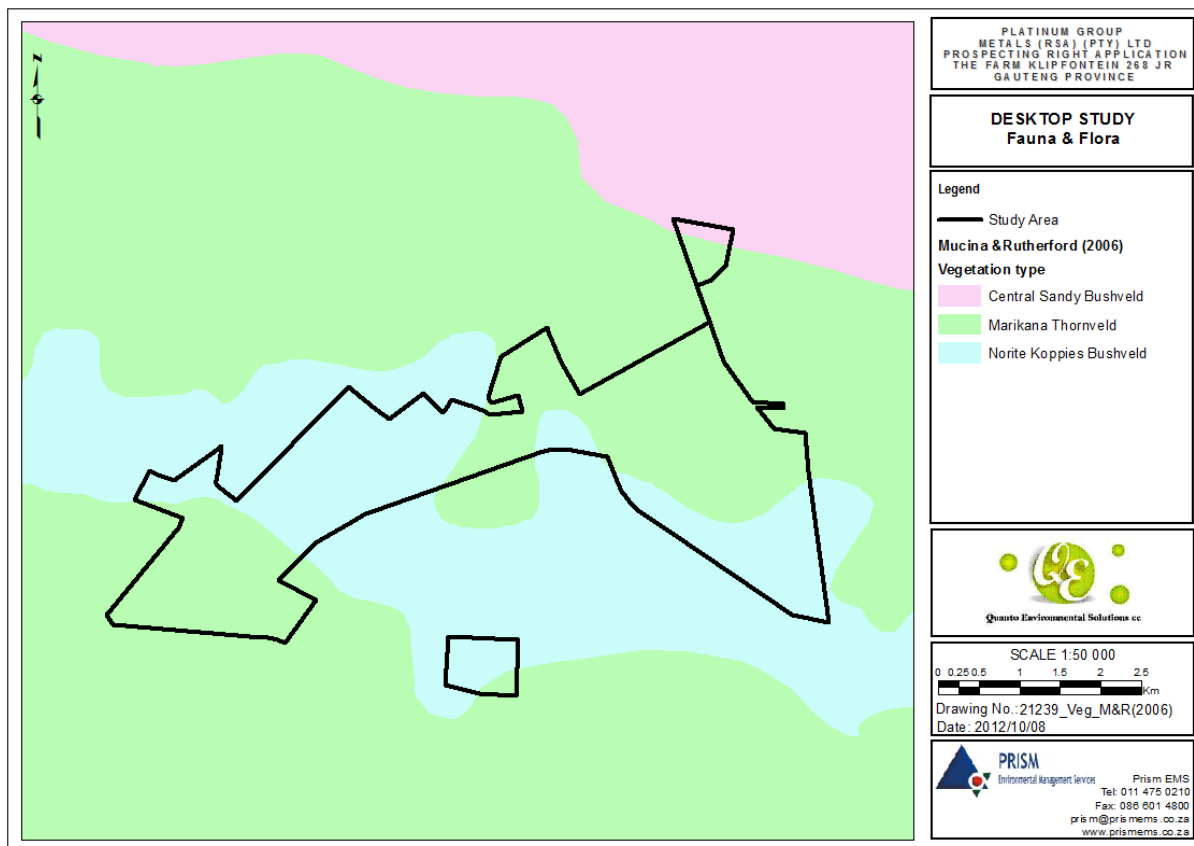 N
PLATINUM GROUP
METALS (RSA) (PTY) LTD
PROSPECTING RIGHT APPLICATION
THE FARM KLIPFONTEIN 268 JR
GAUTENG PROVINCE
DESKTOP STUDY
Fauna & Flora
Legend
Study Area
Mucina &Rutherford (2006)
Vegetation type
Central Sandy Bushveld
Marikana Thornveld
Norite Koppies Bushveld
QE
Quanto Environmental Solutions cc
SCALE 1:50 000
0 0.25 0.5 1 1.5 2 2.5
Km
Drawing No.:21239_Veg_M&R(2006)
Date: 2012/10/08
PRISM
Environmental Management Services
Prism EMS
Tel: 011 475 0210
Fax: 086 601 4800
prism@prismems.co.za
www.prismems.co.za